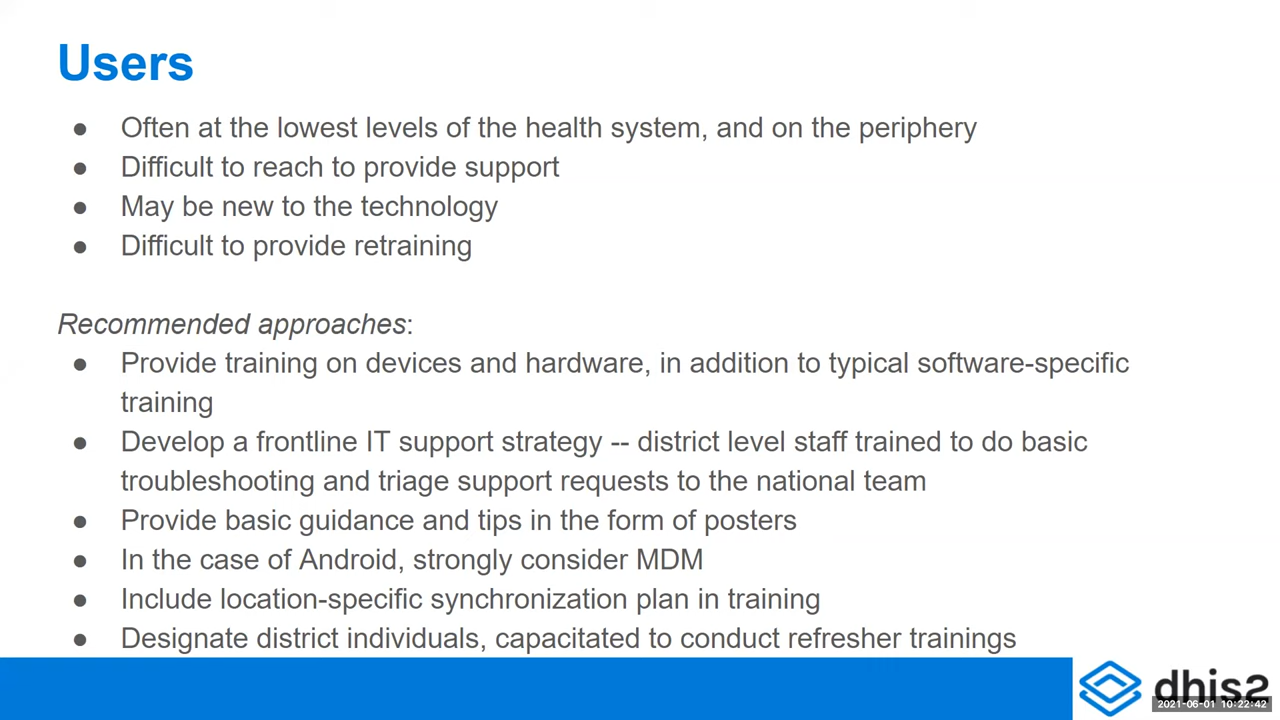 Users
● Often at the lowest levels of the health system, and on the periphery
● Difficult to reach to provide support
● May be new to the technology
● Difficult to provide retraining
Recommended approaches:
● Provide training on devices and hardware, in addition to typical software-specific
training
● Develop a frontline IT support strategy -- district level staff trained to do basic
troubleshooting and triage support requests to the national team
● Provide basic guidance and tips in the form of posters
● In the case of Android, strongly consider MDM
● Include location-specific synchronization plan in training
● Designate district individuals, capacitated to conduct refresher trainings
dhis2
2021-06-01 10:22:42